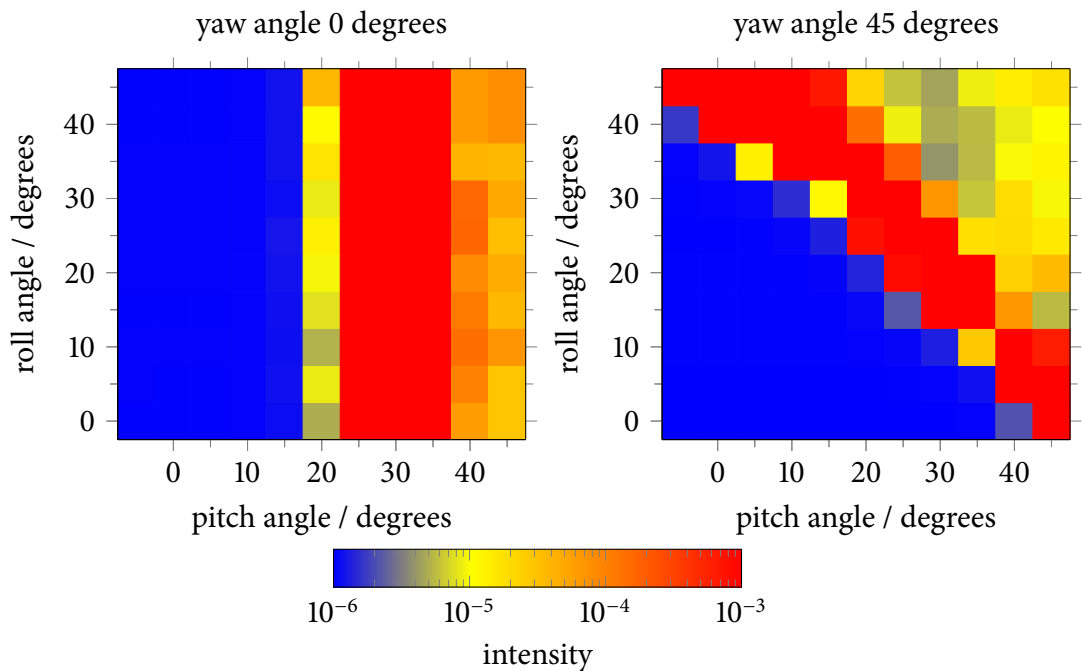 yaw angle 0 degrees
yaw angle 45 degrees
roll angle / degrees
40
30
20
10
0
0 10 20 30 40
pitch angle / degrees
roll angle / degrees
40
30
20
10
0
0 10 20 30 40
pitch angle / degrees
10⁻⁶ 10⁻⁵ 10⁻⁴ 10⁻³
intensity